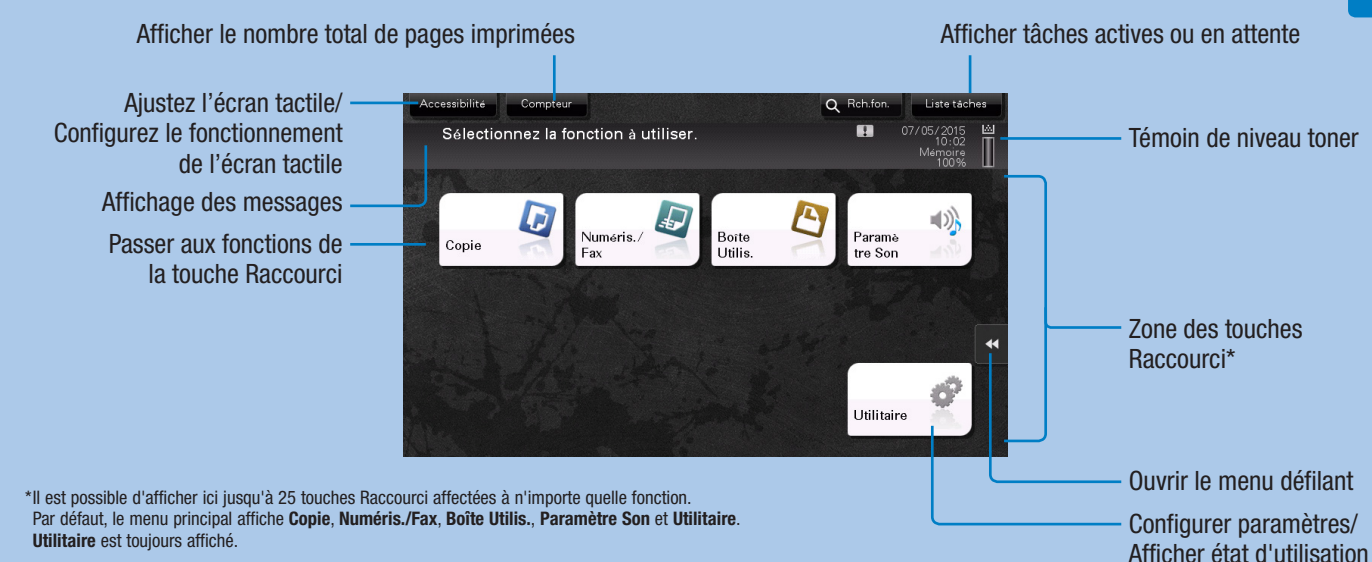 Afficher le nombre total de pages imprimées
Afficher tâches actives ou en attente
Ajustez l'écran tactile/
Configurez le fonctionnement
de l'écran tactile
Affichage des messages
Passer aux fonctions de
la touche Raccourci
Accessibilité
Compteur
Rch.fon.
Liste tâches
Sélectionnez la fonction à utiliser.
07/05/2015
10:02
Mémoire
100%
Copie
Numéris./
Fax
Boîte
Utilis.
Paramè
tre Son
Utilitaire
Témoin de niveau toner
Zone des touches
Raccourci*
Ouvrir le menu défilant
Configurer paramètres/
Afficher état d'utilisation
*Il est possible d'afficher ici jusqu'à 25 touches Raccourci affectées à n'importe quelle fonction.
Par défaut, le menu principal affiche Copie, Numéris./Fax, Boîte Utilis., Paramètre Son et Utilitaire.
Utilitaire est toujours affiché.